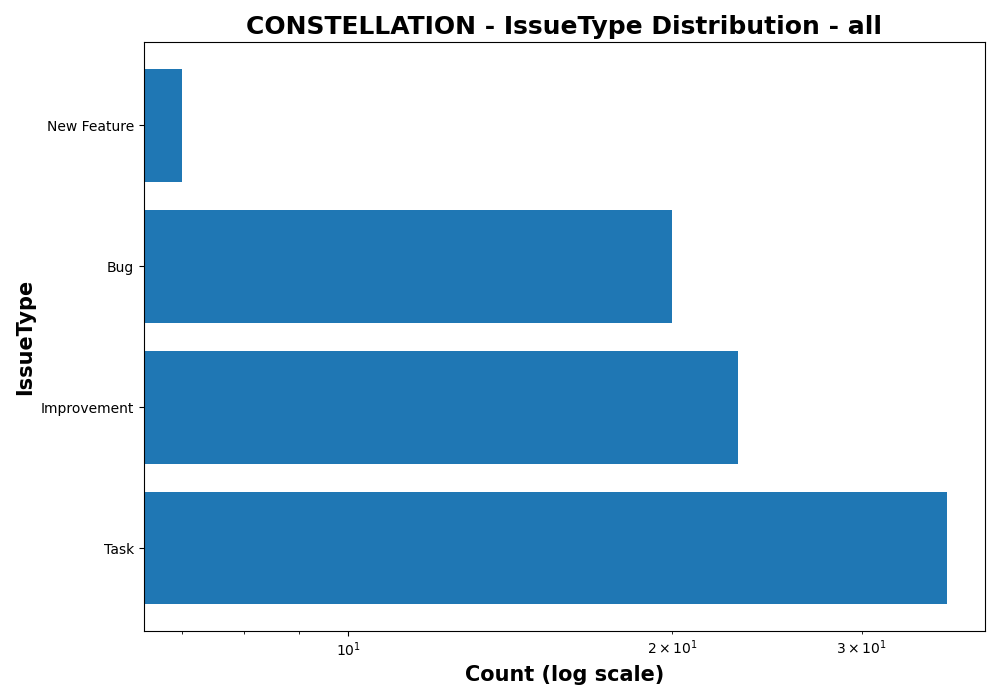 CONSTELLATION - IssueType Distribution - all
New Feature
Bug
Improvement
Task
IssueType
10¹
2 × 10¹
3 × 10¹
Count (log scale)